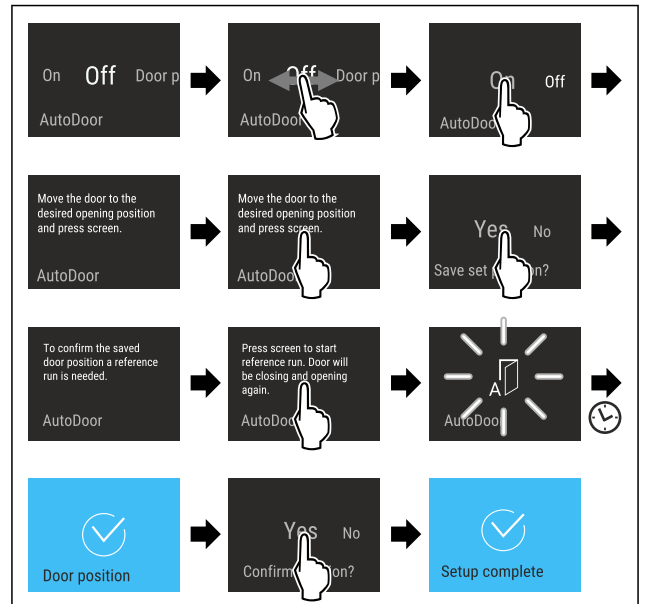 On Off Door p
AutoDoor
On Off Door p
AutoDoor
On Off
AutoDoo
Move the door to the
desired opening position
and press screen.
AutoDoor
Move the door to the
desired opening position
and press screen.
AutoDoo
Yes No
Save set p on?
To confirm the saved
door position a reference
run is needed.
AutoDoor
Press screen to start
reference run. Door will
be closing and opening
again.
AutoDoo
A
AutoDoo
Door position
Yes No
Confirm on?
Setup complete